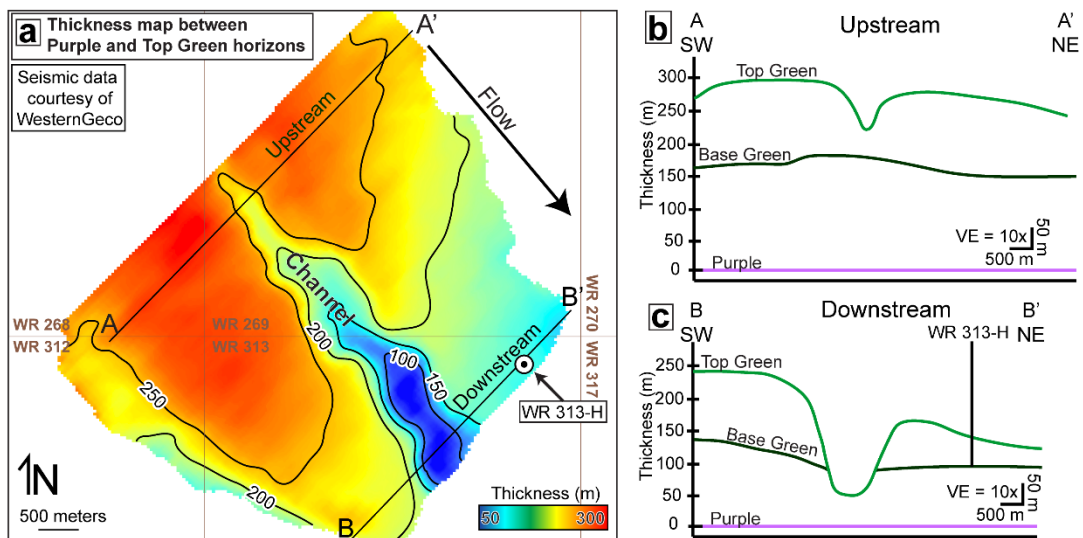 a Thickness map between
Purple and Top Green horizons
Seismic data
courtesy of
WesternGeco
A'
Flow
Upstream
Channel
A
WR 268
WR 312
WR 269
WR 313
WR 270
WR 317
B'
Downstream
WR 313-H
200
100
150
250
200
B
N
500 meters
Thickness (m)
50
300
b
A
SW
Upstream
A'
NE
Thickness (m)
300
250
200
150
100
50
0
Top Green
Base Green
Purple
VE = 10x
500 m
50 m
c
B
SW
Downstream
B'
NE
WR 313-H
Thickness (m)
250
200
150
100
50
0
Top Green
Base Green
Purple
VE = 10x
500 m
50 m